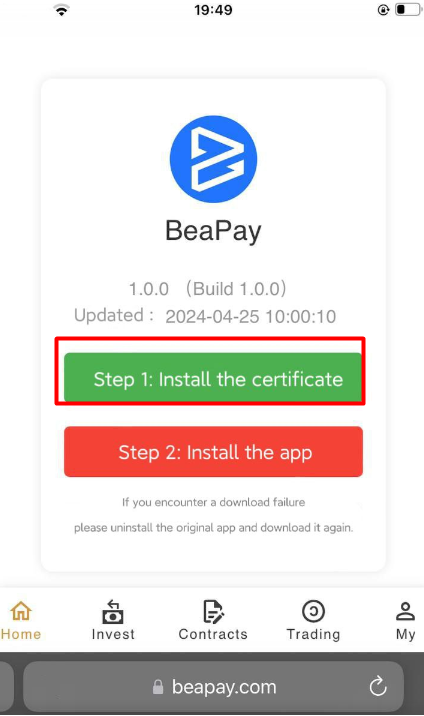 19:49
BeaPay
1.0.0 （Build 1.0.0）
Updated： 2024-04-25 10:00:10
Step 1: Install the certificate
Step 2: Install the app
If you encounter a download failure
please uninstall the original app and download it again.
Home Invest Contracts Trading My
beapay.com